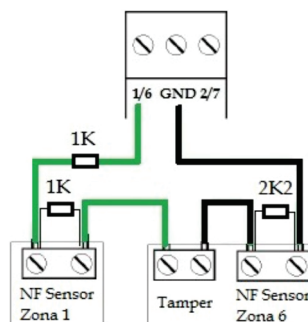 1/6 GND 2/7
1K
1K
2K2
NF Sensor
Zona 1
Tamper
NF Sensor
Zona 6